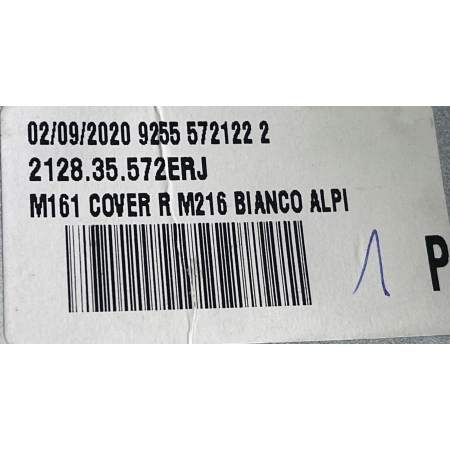 02/09/2020 9255 572122 2
2128.35.572ERJ
M161 COVER R M216 BIANCO ALPI
1
P